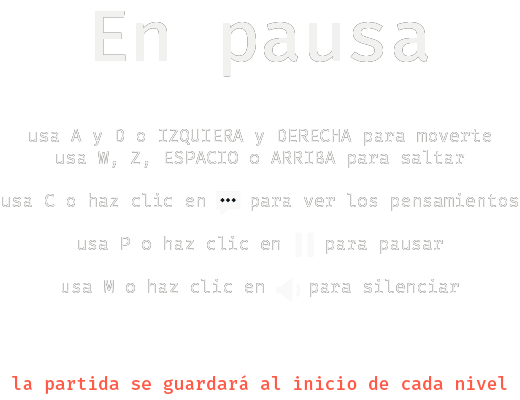 En pausa
usa A y D o IZQUIERA y DERECHA para moverte
usa W, Z, ESPACIO o ARRIBA para saltar
usa C o haz clic en para ver los pensamientos
usa P o haz clic en para pausar
usa M o haz clic en para silenciar
la partida se guardará al inicio de cada nivel